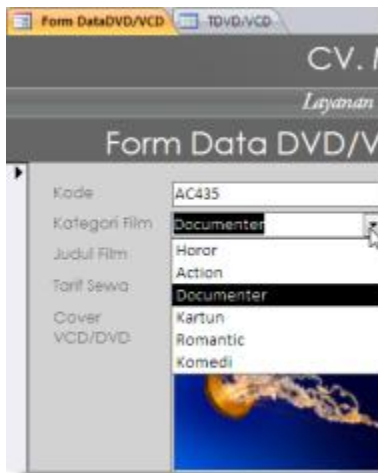 Form DataDVD/VCD TDVD/VCD
CV.
Layanan
Form Data DVD/V
Kode AC435
Kategori Film Documenter
Judul Film Horor
Action
Tarif Sewa Documenter
Cover Kartun
VCD/DVD Romantic
Komedi